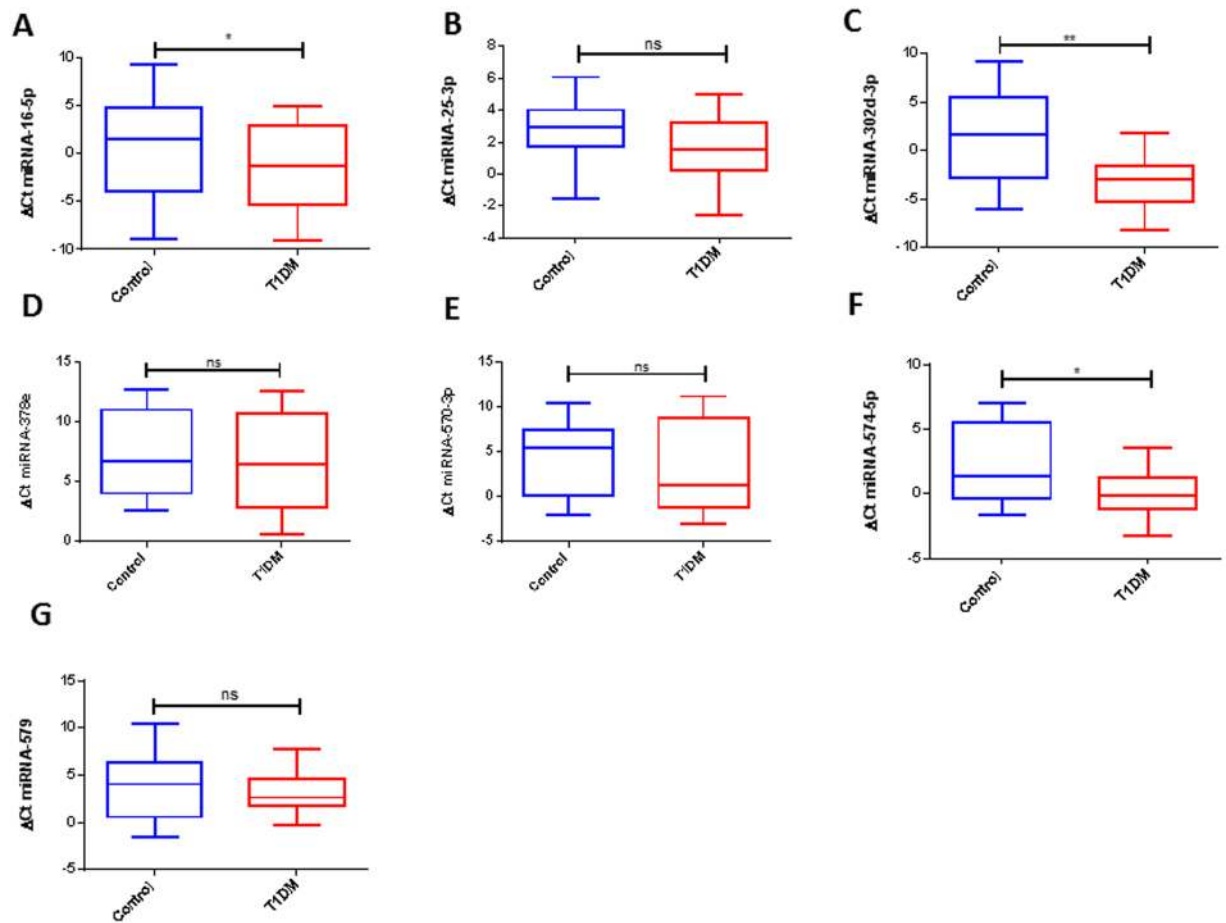 A
*
ΔCt miRNA-16-5p
10
5
0
-5
-10
Control
T1DM
B
ns
ΔCt miRNA-25-3p
8
6
4
2
0
-2
-4
Control
T1DM
C
**
ΔCt miRNA-302d-3p
10
5
0
-5
-10
Control
T1DM
D
ns
ΔCt miRNA-378e
15
10
5
0
Control
T1DM
E
ns
ΔCt miRNA-570-3p
15
10
5
0
-5
Control
T1DM
F
*
ΔCt miRNA-574-5p
10
5
0
-5
Control
T1DM
G
ns
ΔCt miRNA-579
15
10
5
0
-5
Control
T1DM